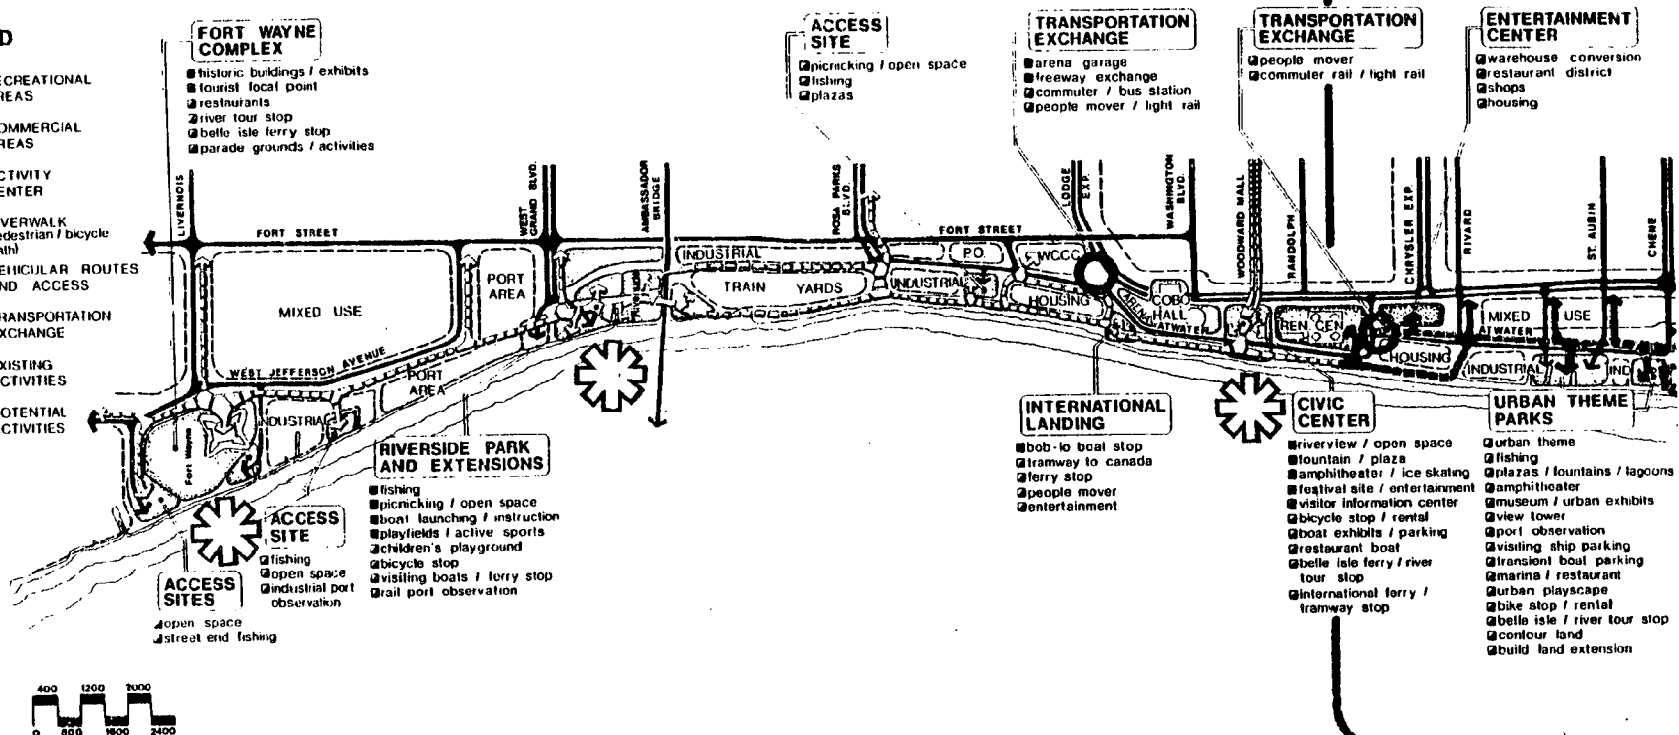 D
ECREATIONAL
REAS
OMMERCIAL
REAS
CTIVITY
ENTER
VERWALK
edestrian / bicycle
ath)
EHICULAR ROUTES
ND ACCESS
RANSPORTATION
XCHANGE
XISTING
CTIVITIES
OTENTIAL
CTIVITIES
FORT WAYNE
COMPLEX
historic buildings / exhibits
tourist focal point
restaurants
river tour stop
belle isle ferry stop
parade grounds / activities
ACCESS
SITE
picnicking / open space
fishing
plazas
TRANSPORTATION
EXCHANGE
arena garage
freeway exchange
commuter / bus station
people mover / light rail
TRANSPORTATION
EXCHANGE
people mover
commuter rail / light rail
ENTERTAINMENT
CENTER
warehouse conversion
restaurant district
shops
housing
LIVERNOIS
WEST
GRAND BLVD.
AMBASSADOR
BRIDGE
ROSA PARKS
BLVD.
LODGE
EXP.
WASHINGTON
BLVD.
WOODWARD MALL
RANDOLPH
CHRYSLER EXP.
RIVARD
ST. AUBIN
CHENE
FORT STREET
FORT STREET
MIXED USE
PORT
AREA
INDUSTRIAL
TRAIN YARDS
P.O.
INDUSTRIAL
WCCC
HOUSING
ARENA
COBO
HALL
ATWATER
REN CEN
HOUSING
MIXED USE
ATWATER
INDUSTRIAL
IND
WEST JEFFERSON AVENUE
PORT
AREA
INDUSTRIAL
Fort Wayne
RIVERSIDE PARK
AND EXTENSIONS
fishing
picnicking / open space
boat launching / instruction
playfields / active sports
children's playground
bicycle stop
visiting boats / ferry stop
rail port observation
ACCESS
SITE
fishing
open space
industrial port
observation
ACCESS
SITES
open space
street end fishing
INTERNATIONAL
LANDING
bob-lo boat stop
tramway to canada
ferry stop
people mover
entertainment
CIVIC
CENTER
riverview / open space
fountain / plaza
amphitheater / ice skating
festival site / entertainment
visitor information center
bicycle stop / rental
boat exhibits / parking
restaurant boat
belle isle ferry / river
tour stop
international ferry /
tramway stop
URBAN THEME
PARKS
urban theme
fishing
plazas / fountains / lagoons
amphitheater
museum / urban exhibits
view tower
port observation
visiting ship parking
transient boat parking
marina / restaurant
urban playscape
bike stop / rental
belle isle / river tour stop
contour land
build land extension
400 1200 2000
0 800 1600 2400